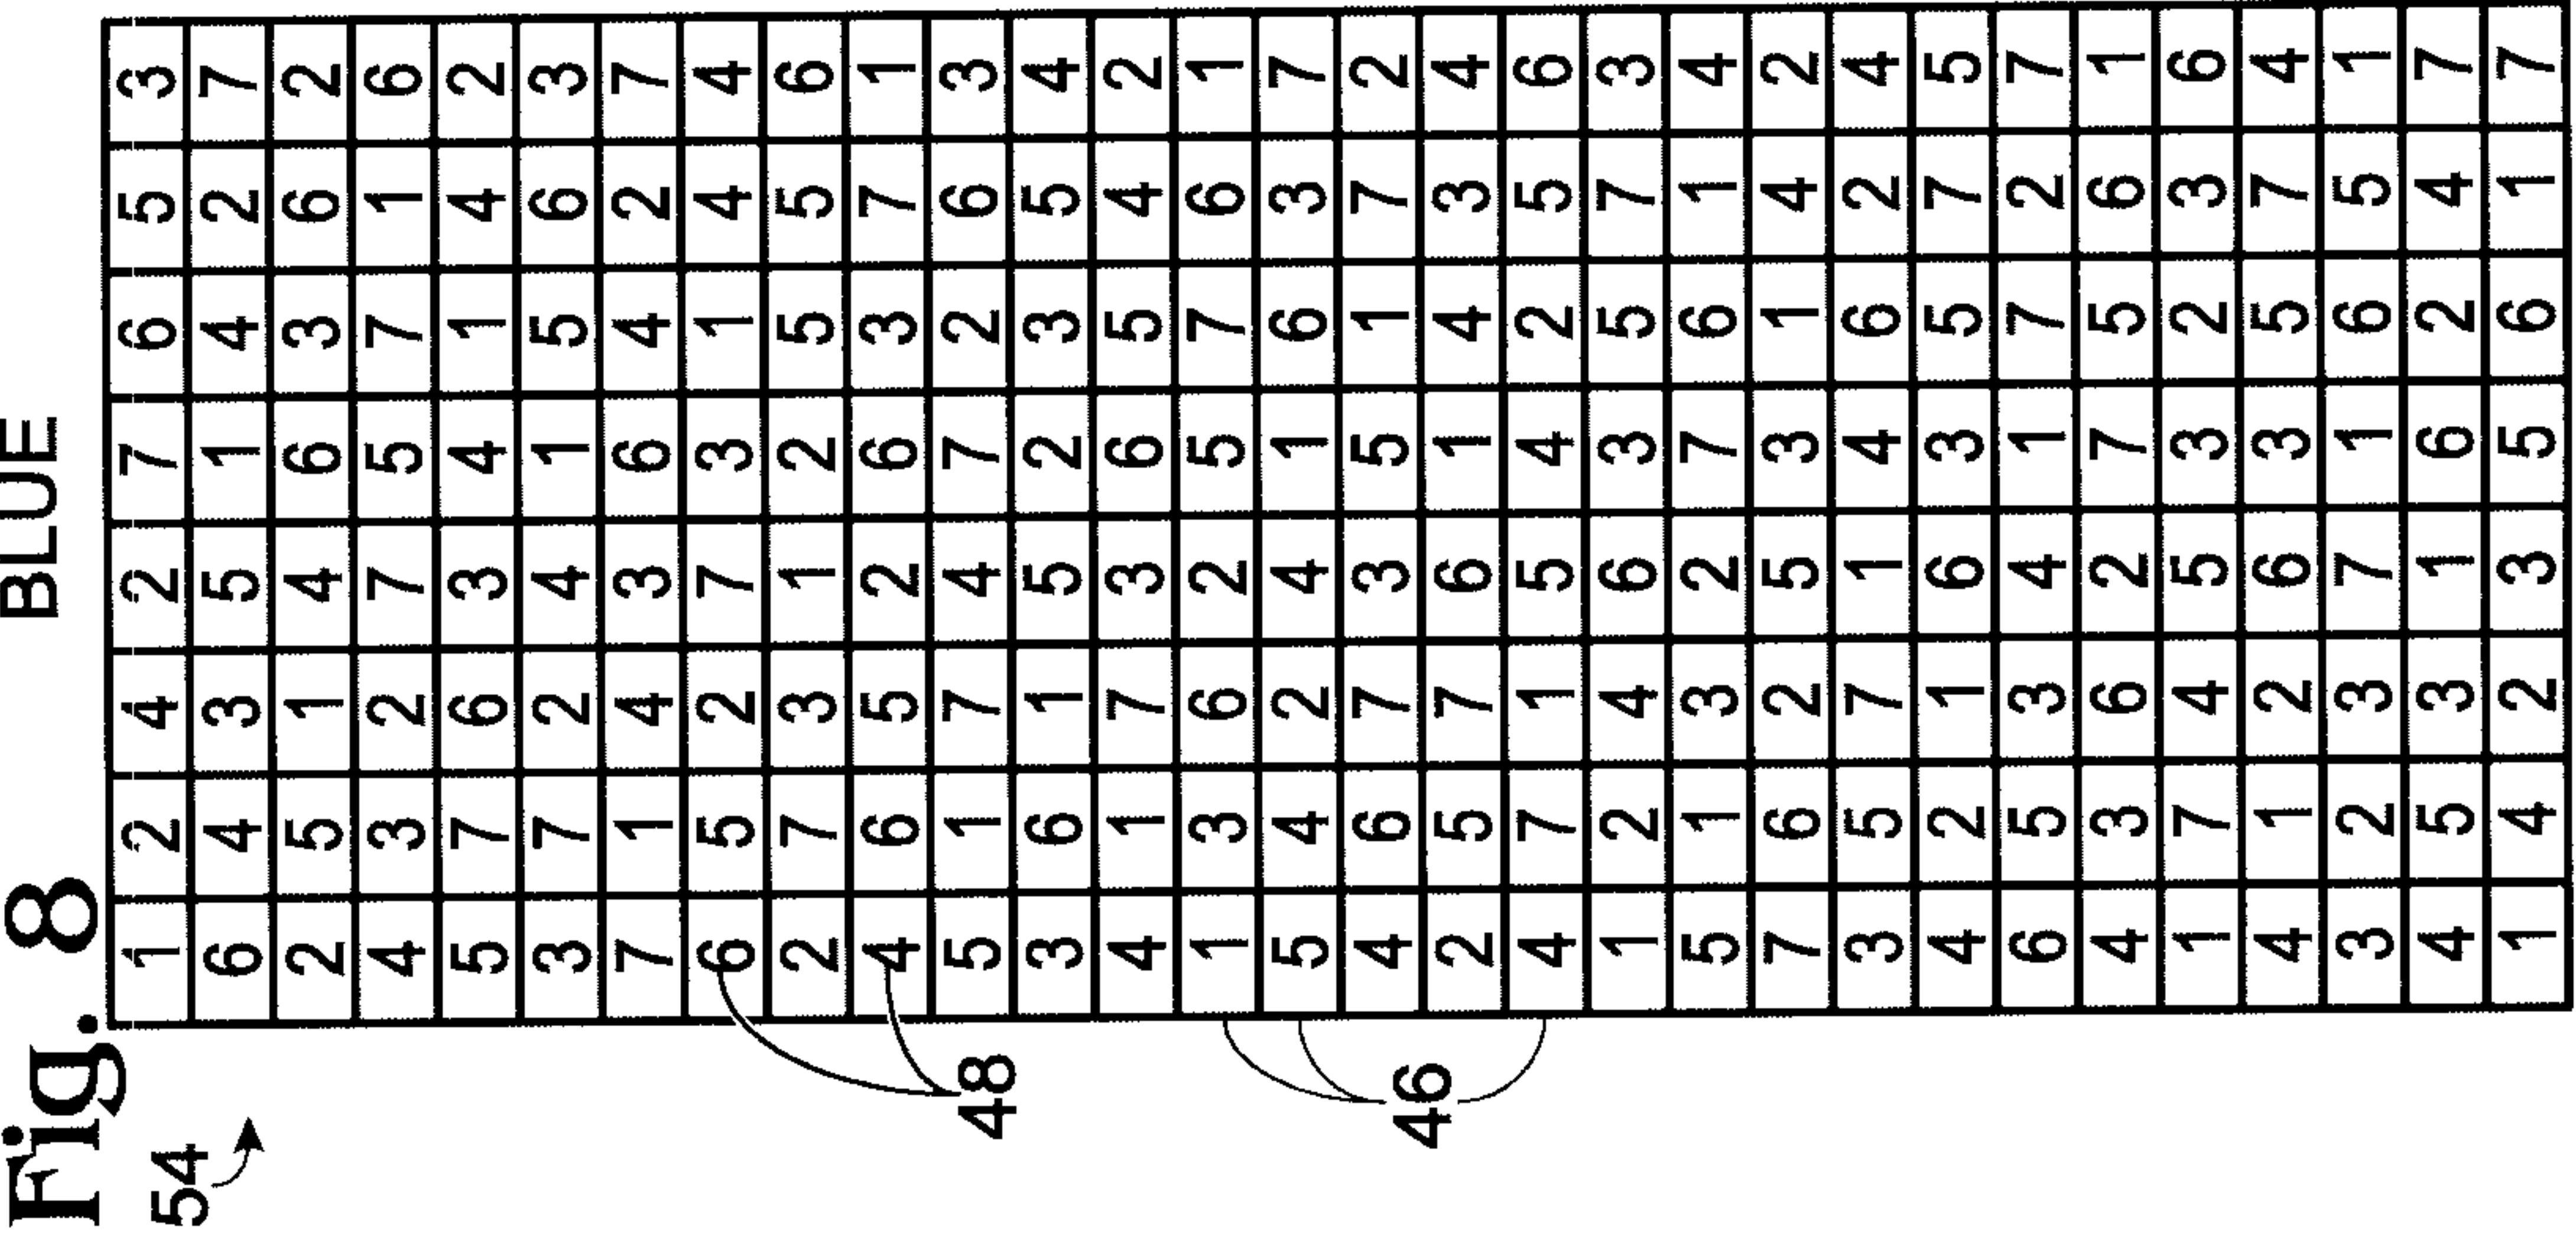 Fig. 8
BLUE
54
1 2 4 2 7 6 5 3
6 4 3 5 1 4 2 7
2 5 1 4 6 3 6 2
4 3 2 7 5 7 1 6
5 7 6 3 4 1 4 2
3 7 2 4 1 5 6 3
7 1 4 3 6 4 2 7
6 5 2 7 3 1 4 4
2 7 3 1 2 5 5 6
4 6 5 2 6 3 7 1
5 1 7 4 7 2 6 3
48
3 6 1 5 2 3 5 4
4 1 7 3 6 5 4 2
1 3 6 2 5 7 6 1
5 4 2 4 1 6 3 7
4 6 7 3 5 1 7 2
46
2 5 7 6 1 4 3 4
4 7 1 5 4 2 5 6
1 2 4 6 3 5 7 3
5 1 3 2 7 6 1 4
7 6 2 5 3 1 4 2
3 5 7 1 4 6 2 4
4 2 1 6 3 5 7 5
6 5 3 4 1 7 2 7
4 3 6 2 7 5 6 1
1 7 4 5 3 2 3 6
4 1 2 6 3 5 7 4
3 2 3 7 1 6 5 1
4 5 3 1 6 2 4 7
1 4 2 3 5 6 1 7